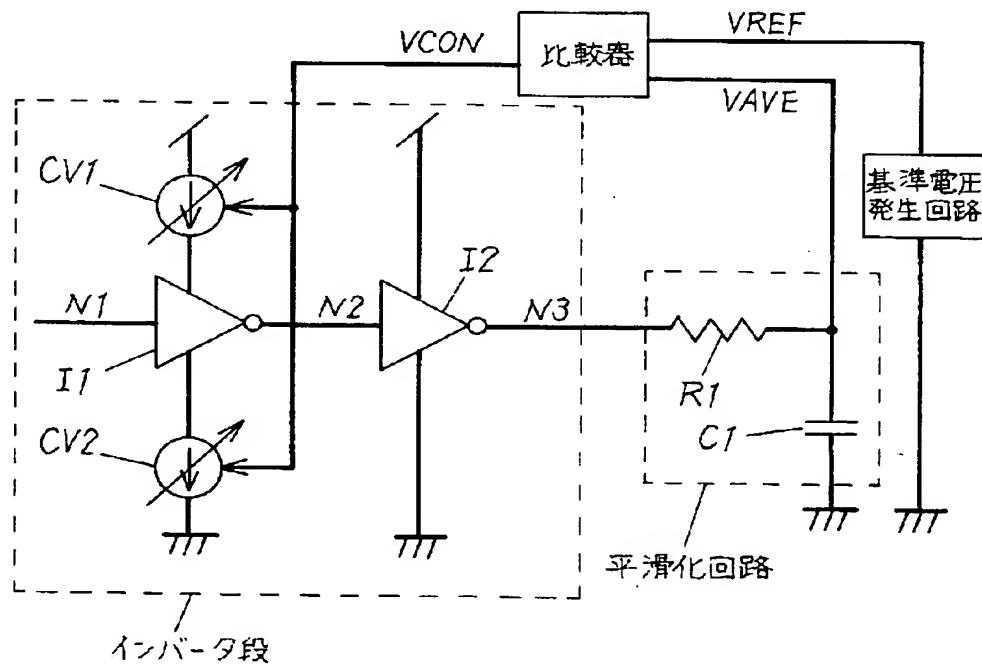 VCON
比較器
VREF
VAVE
CV1
基準電圧
発生回路
I2
N1
N2
N3
I1
R1
CV2
C1
平滑化回路
インバータ段